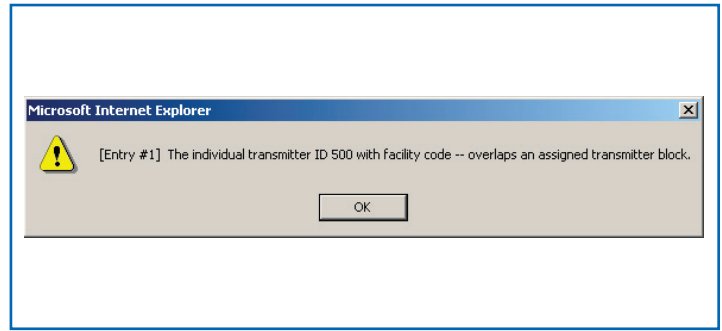 Microsoft Internet Explorer
[Entry #1] The individual transmitter ID 500 with facility code -- overlaps an assigned transmitter block.
OK